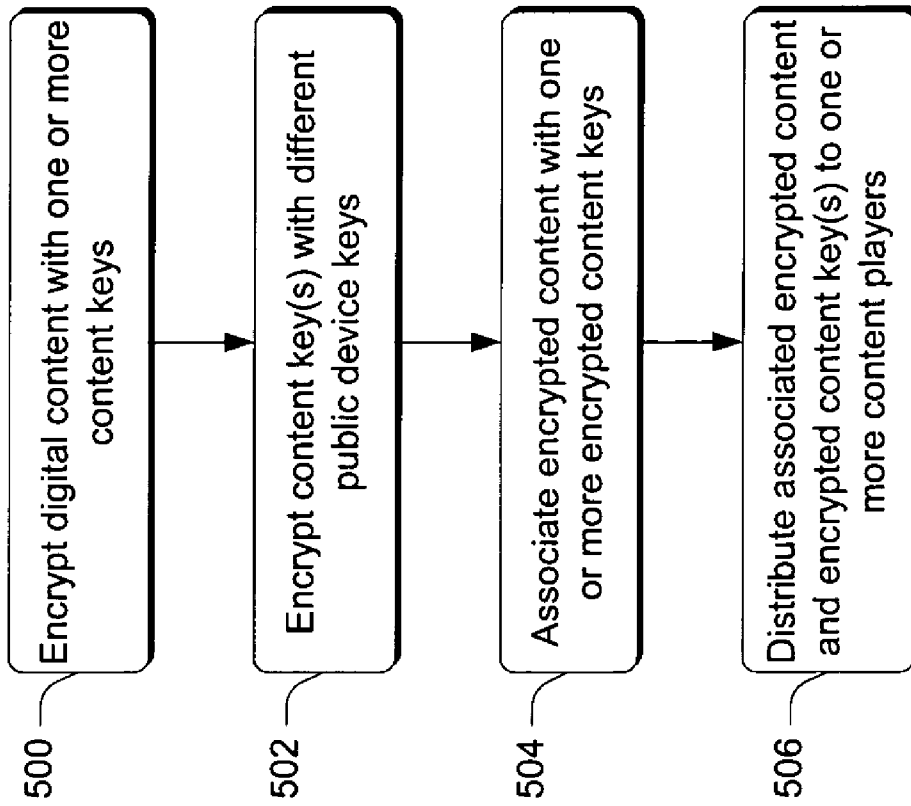 500
Encrypt digital content with one or more
content keys
502
Encrypt content key(s) with different
public device keys
504
Associate encrypted content with one
or more encrypted content keys
506
Distribute associated encrypted content
and encrypted content key(s) to one or
more content players